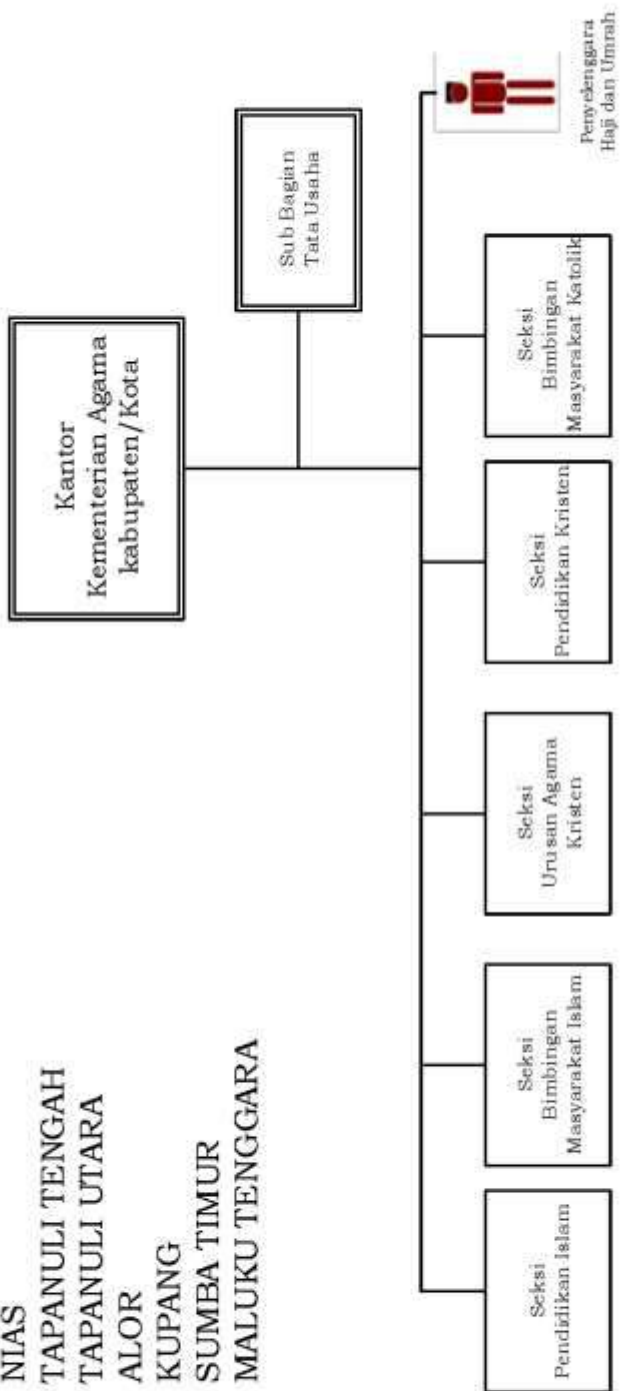 NIAS
TAPANULI TENGAH
TAPANULI UTARA
ALOR
KUPANG
SUMBA TIMUR
MALUKU TENGGARA
Kantor
Kementerian Agama
kabupaten/Kota
Sub Bagian
Tata Usaha
Seksi
Pendidikan Islam
Seksi
Bimbingan
Masyarakat Islam
Seksi
Urusan Agama
Kristen
Seksi
Pendidikan Kristen
Seksi
Bimbingan
Masyarakat Katolik
Penyelenggara
Haji dan Umrah